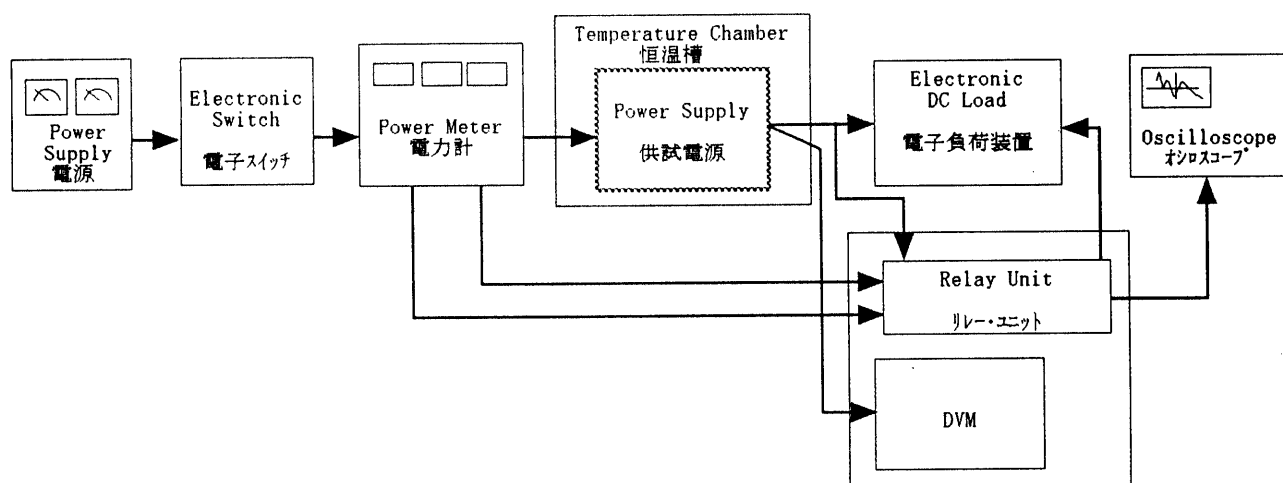 Power
Supply
電源
Electronic
Switch
電子スイッチ
Power Meter
電力計
Temperature Chamber
恒温槽
Power Supply
供試電源
Electronic
DC Load
電子負荷装置
Oscilloscope
オシロスコープ
Relay Unit
リレー・ユニット
DVM